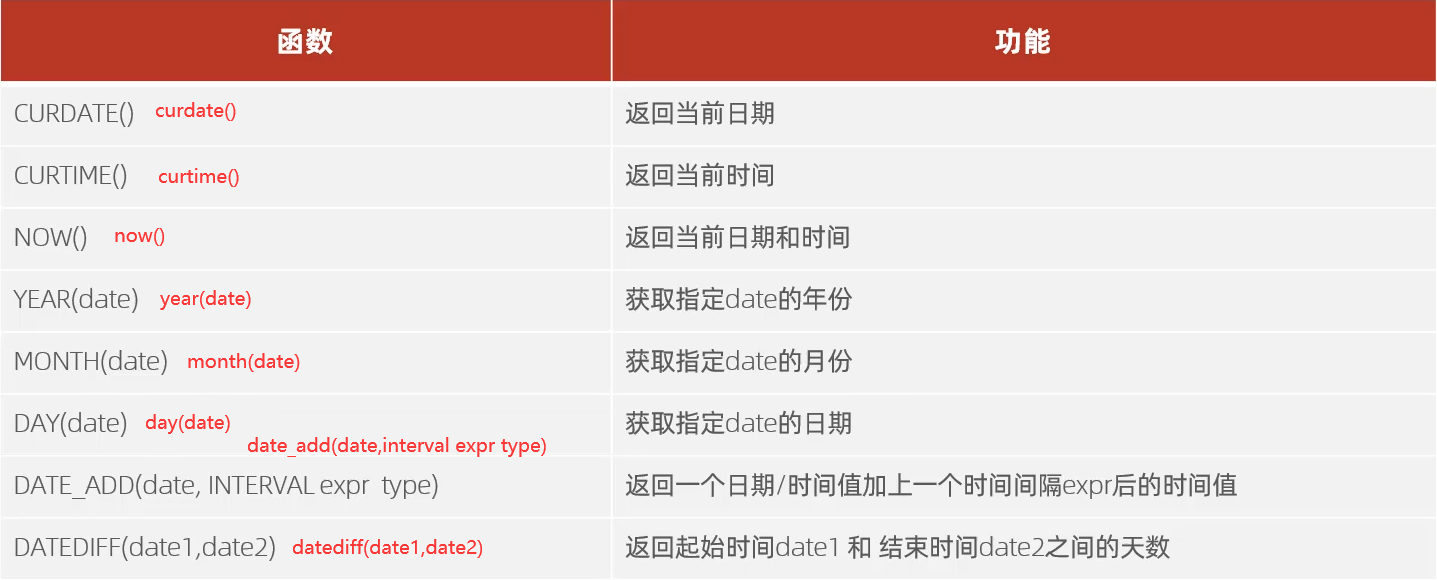 函数 功能
CURDATE() curdate() 返回当前日期
CURTIME() curtime() 返回当前时间
NOW() now() 返回当前日期和时间
YEAR(date) year(date) 获取指定date的年份
MONTH(date) month(date) 获取指定date的月份
DAY(date) day(date) 获取指定date的日期
date_add(date,interval expr type)
DATE_ADD(date, INTERVAL expr type) 返回一个日期/时间值加上一个时间间隔expr后的时间值
DATEDIFF(date1,date2) datediff(date1,date2) 返回起始时间date1 和 结束时间date2之间的天数